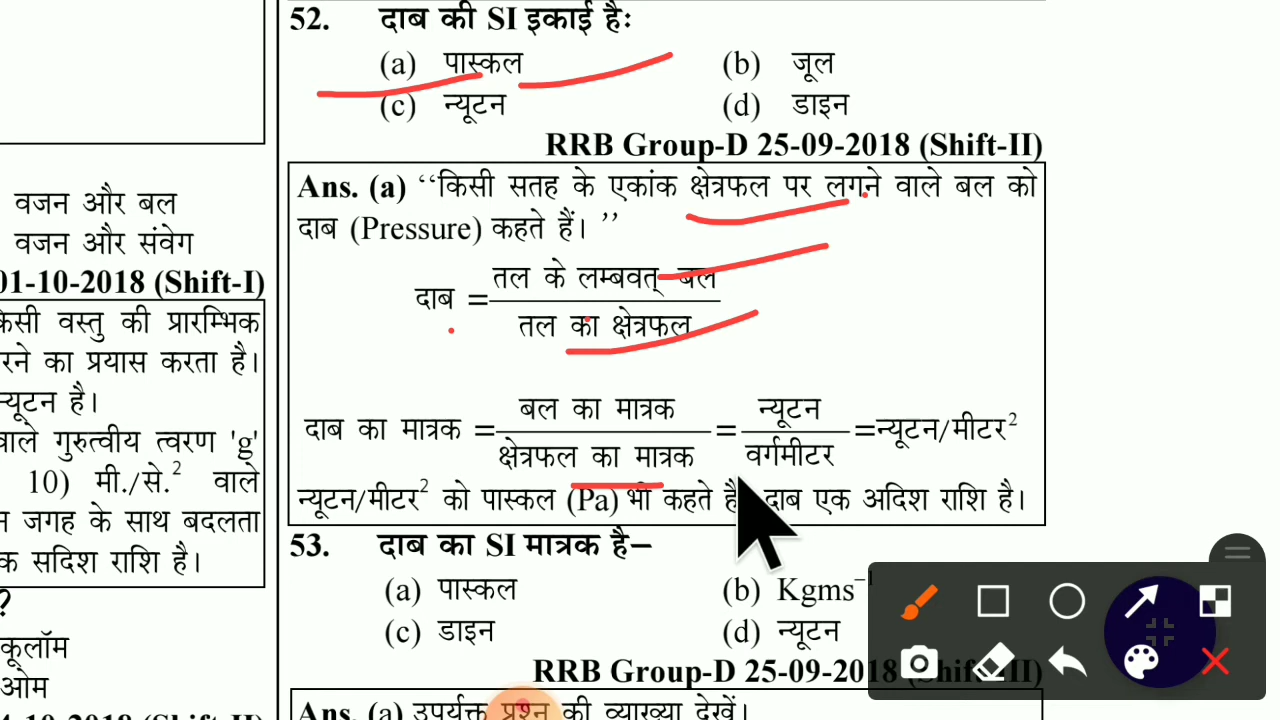 वजन और बल
वजन और संवेग
01-10-2018 (Shift-I)
किसी वस्तु की प्रारम्भिक
रने का प्रयास करता है।
न्यूटन है।
वाले गुरुत्वीय त्वरण 'g'
10) मी./से.² वाले
जगह के साथ बदलता
क सदिश राशि है।
?
कूलॉम
ओम
52. दाब की SI इकाई है:
(a) पास्कल (b) जूल
(c) न्यूटन (d) डाइन
RRB Group-D 25-09-2018 (Shift-II)
Ans. (a) ‘‘किसी सतह के एकांक क्षेत्रफल पर लगने वाले बल को
दाब (Pressure) कहते हैं। ’’
दाब = तल के लम्बवत् बल
तल का क्षेत्रफल
दाब का मात्रक = बल का मात्रक = न्यूटन = न्यूटन/मीटर²
क्षेत्रफल का मात्रक वर्गमीटर
न्यूटन/मीटर² को पास्कल (Pa) भी कहते दाब एक अदिश राशि है।
53. दाब का SI मात्रक है–
(a) पास्कल (b) Kgms⁻¹
(c) डाइन (d) न्यूटन
RRB Group-D 25-09-2018 (Shift-II)
Ans. (a) उपर्युक्त प्रश्न की व्याख्या देखें।